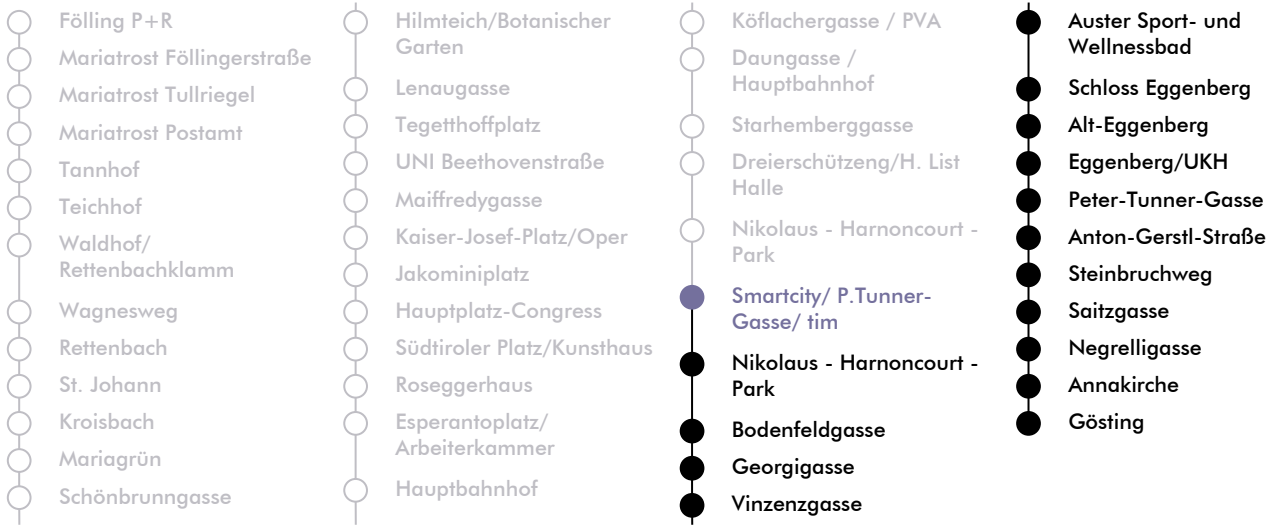 Fölling P+R
Mariatrost Föllingerstraße
Mariatrost Tullriegel
Mariatrost Postamt
Tannhof
Teichhof
Waldhof/
Rettenbachklamm
Wagnesweg
Rettenbach
St. Johann
Kroisbach
Mariagrün
Schönbrunngasse
Hilmteich/Botanischer
Garten
Lenaugasse
Tegetthoffplatz
UNI Beethovenstraße
Maiffredygasse
Kaiser-Josef-Platz/Oper
Jakominiplatz
Hauptplatz-Congress
Südtiroler Platz/Kunsthaus
Roseggerhaus
Esperantoplatz/
Arbeiterkammer
Hauptbahnhof
Köflachergasse / PVA
Daungasse /
Hauptbahnhof
Starhemberggasse
Dreierschützeng/H. List
Halle
Nikolaus - Harnoncourt -
Park
Smartcity/ P.Tunner-
Gasse/ tim
Nikolaus - Harnoncourt -
Park
Bodenfeldgasse
Georgigasse
Vinzenzgasse
Auster Sport- und
Wellnessbad
Schloss Eggenberg
Alt-Eggenberg
Eggenberg/UKH
Peter-Tunner-Gasse
Anton-Gerstl-Straße
Steinbruchweg
Saitzgasse
Negrelligasse
Annakirche
Gösting